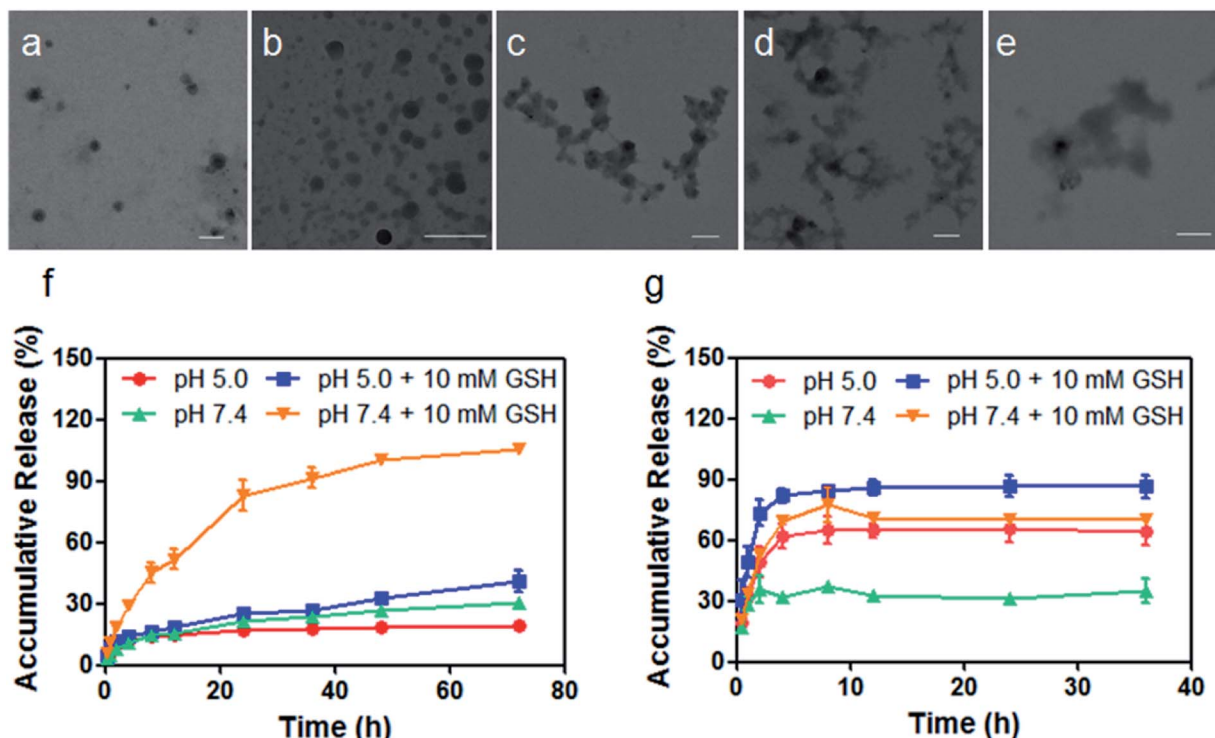 a b c d e
f g
Accumulative Release (%)
150
120
90
60
30
0
pH 5.0 pH 5.0 + 10 mM GSH
pH 7.4 pH 7.4 + 10 mM GSH
0 20 40 60 80
Time (h)
Accumulative Release (%)
150
120
90
60
30
0
pH 5.0 pH 5.0 + 10 mM GSH
pH 7.4 pH 7.4 + 10 mM GSH
0 10 20 30 40
Time (h)